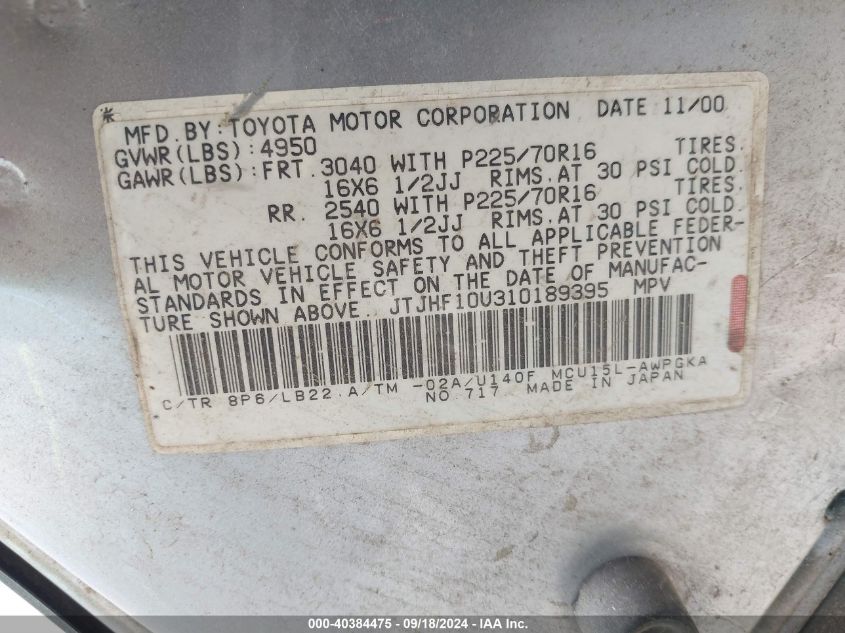 *
MFD. BY: TOYOTA MOTOR CORPORATION DATE 11/00
GVWR(LBS):4950
GAWR(LBS):FRT. 3040 WITH P225/70R16 TIRES.
16X6 1/2JJ RIMS.AT 30 PSI COLD
RR. 2540 WITH P225/70R16 TIRES.
16X6 1/2JJ RIMS.AT 30 PSI COLD.
THIS VEHICLE CONFORMS TO ALL APPLICABLE FEDER-
AL MOTOR VEHICLE SAFETY AND THEFT PREVENTION
STANDARDS IN EFFECT ON THE DATE OF MANUFAC-
TURE SHOWN ABOVE. JTJHF10U310189395 MPV
C/TR 8P6/LB22 A/TM -02A/U140F MCU15L-AWPGKA
NO.717 MADE IN JAPAN
000-40384475 - 09/18/2024 - IAA Inc.